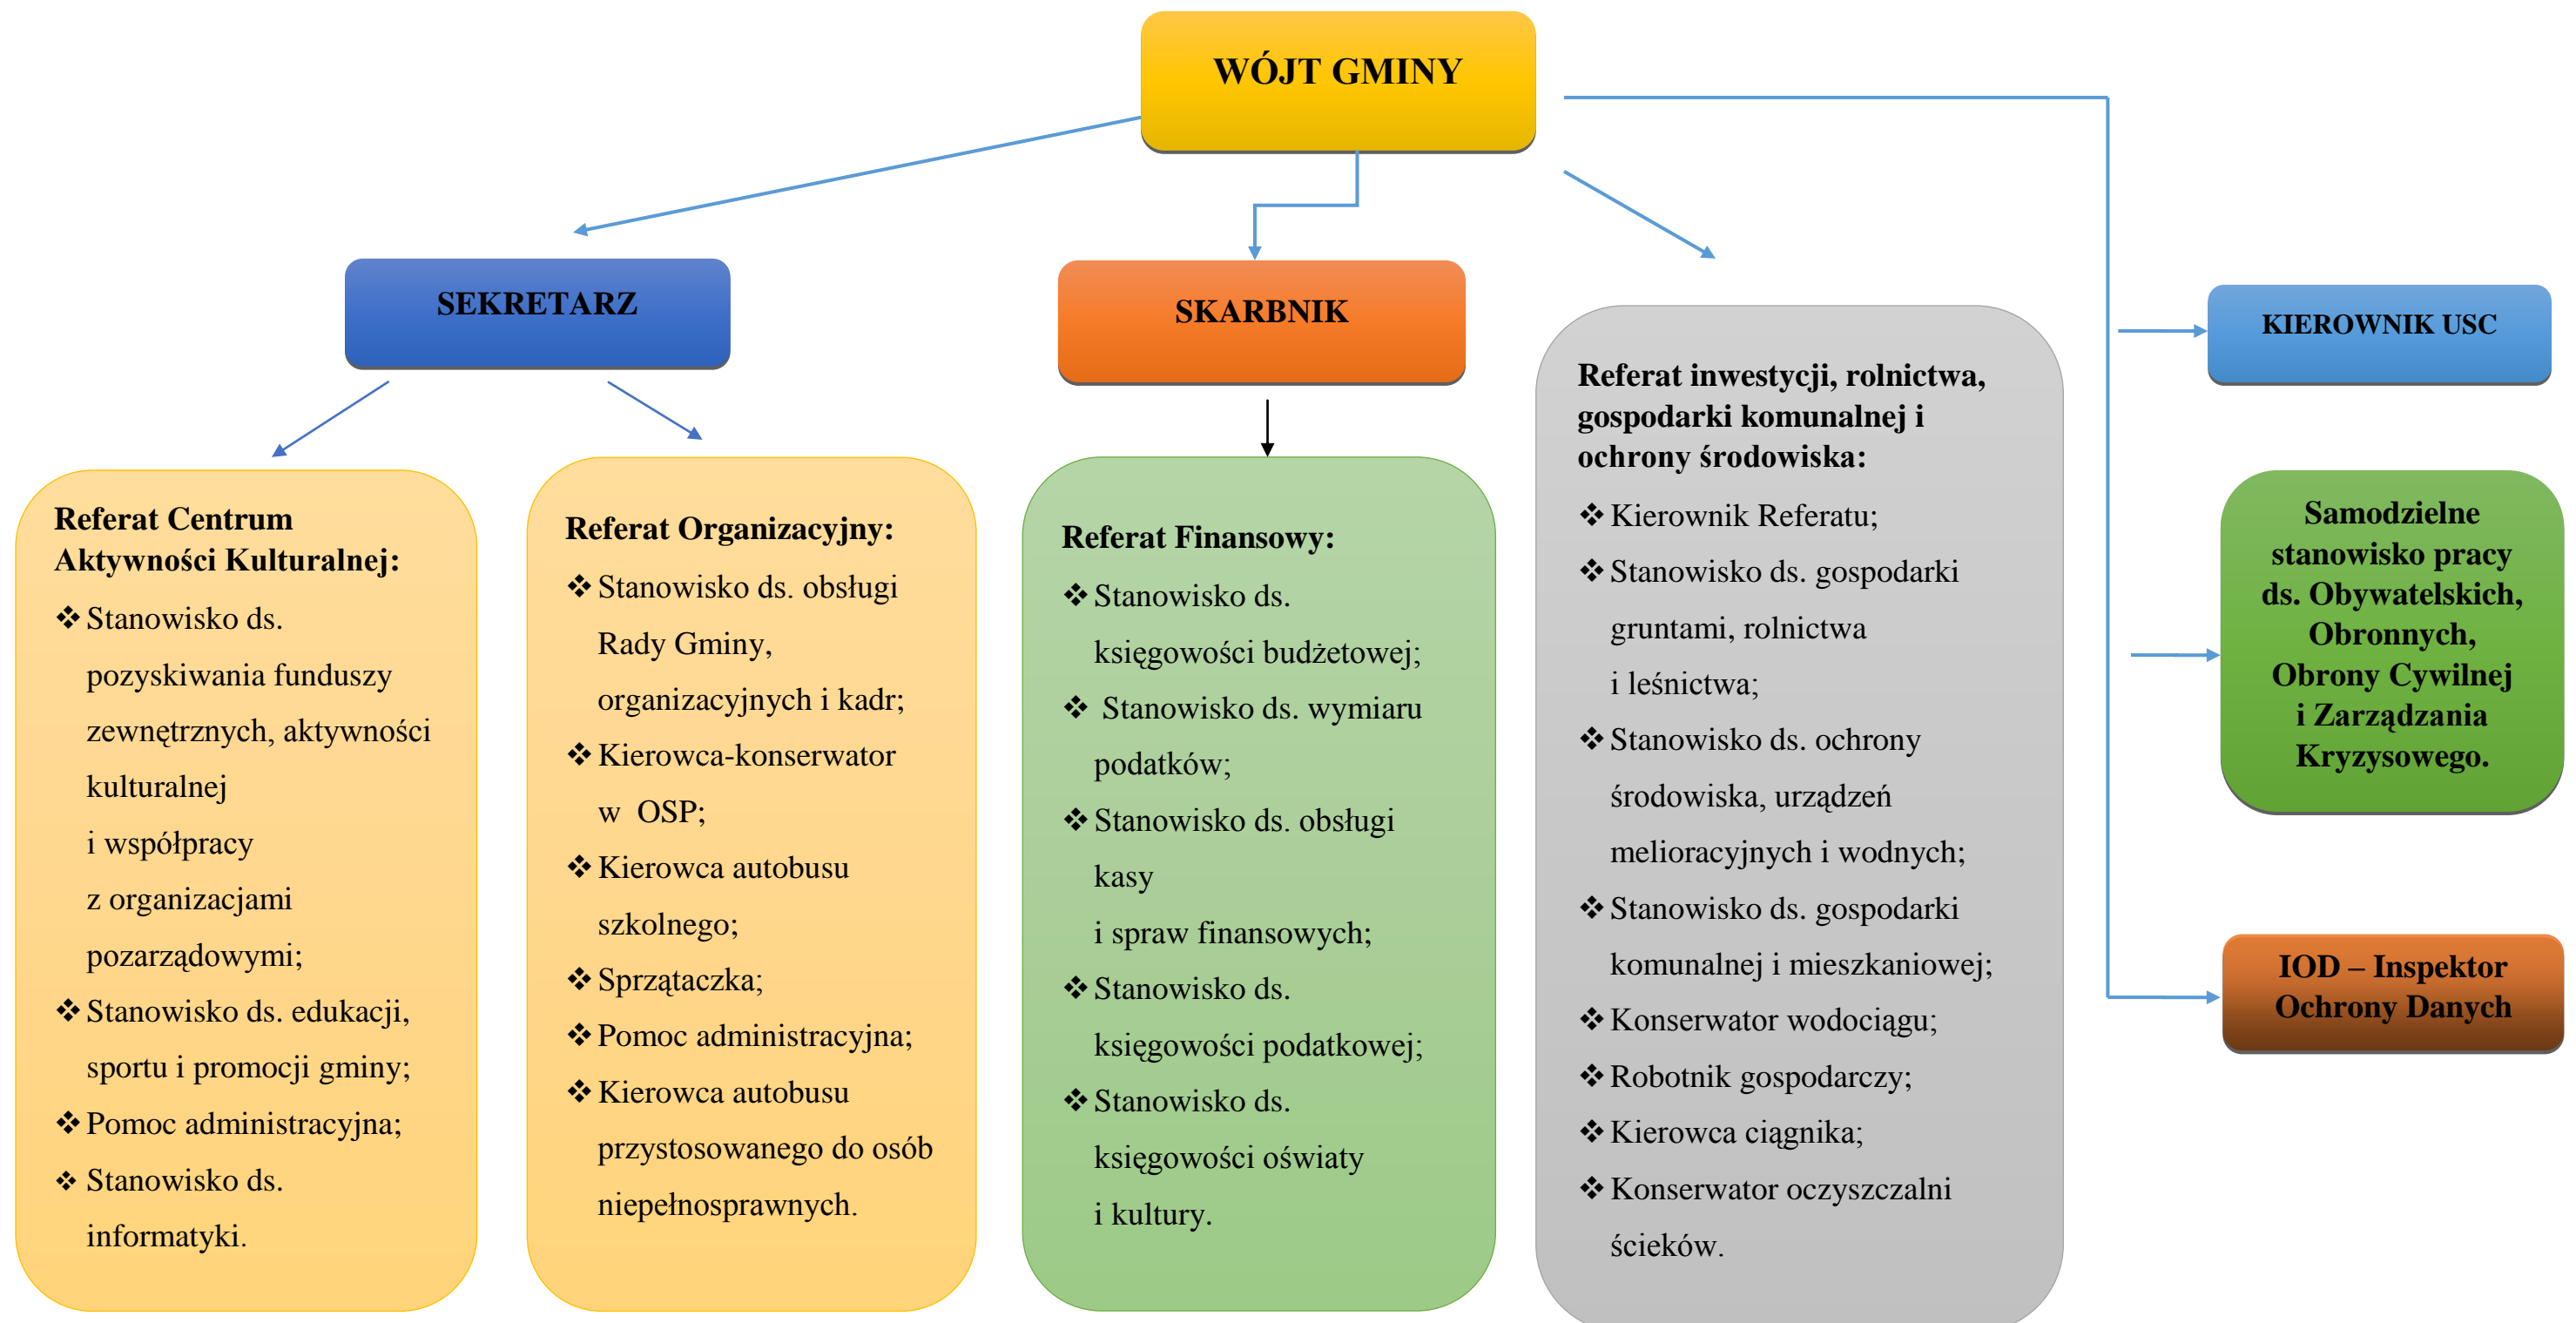 WÓJT GMINY
SEKRETARZ
SKARBNIK
KIEROWNIK USC
Referat Centrum
Aktywności Kulturalnej:
❖ Stanowisko ds.
pozyskiwania funduszy
zewnętrznych, aktywności
kulturalnej
i współpracy
z organizacjami
pozarządowymi;
❖ Stanowisko ds. edukacji,
sportu i promocji gminy;
❖ Pomoc administracyjna;
❖ Stanowisko ds.
informatyki.
Referat Organizacyjny:
❖ Stanowisko ds. obsługi
Rady Gminy,
organizacyjnych i kadr;
❖ Kierowca-konserwator
w OSP;
❖ Kierowca autobusu
szkolnego;
❖ Sprzątaczka;
❖ Pomoc administracyjna;
❖ Kierowca autobusu
przystosowanego do osób
niepełnosprawnych.
Referat Finansowy:
❖ Stanowisko ds.
księgowości budżetowej;
❖ Stanowisko ds. wymiaru
podatków;
❖ Stanowisko ds. obsługi
kasy
i spraw finansowych;
❖ Stanowisko ds.
księgowości podatkowej;
❖ Stanowisko ds.
księgowości oświaty
i kultury.
Referat inwestycji, rolnictwa,
gospodarki komunalnej i
ochrony środowiska:
❖ Kierownik Referatu;
❖ Stanowisko ds. gospodarki
gruntami, rolnictwa
i leśnictwa;
❖ Stanowisko ds. ochrony
środowiska, urządzeń
melioracyjnych i wodnych;
❖ Stanowisko ds. gospodarki
komunalnej i mieszkaniowej;
❖ Konserwator wodociągu;
❖ Robotnik gospodarczy;
❖ Kierowca ciągnika;
❖ Konserwator oczyszczalni
ścieków.
Samodzielne
stanowisko pracy
ds. Obywatelskich,
Obronnych,
Obrony Cywilnej
i Zarządzania
Kryzysowego.
IOD – Inspektor
Ochrony Danych